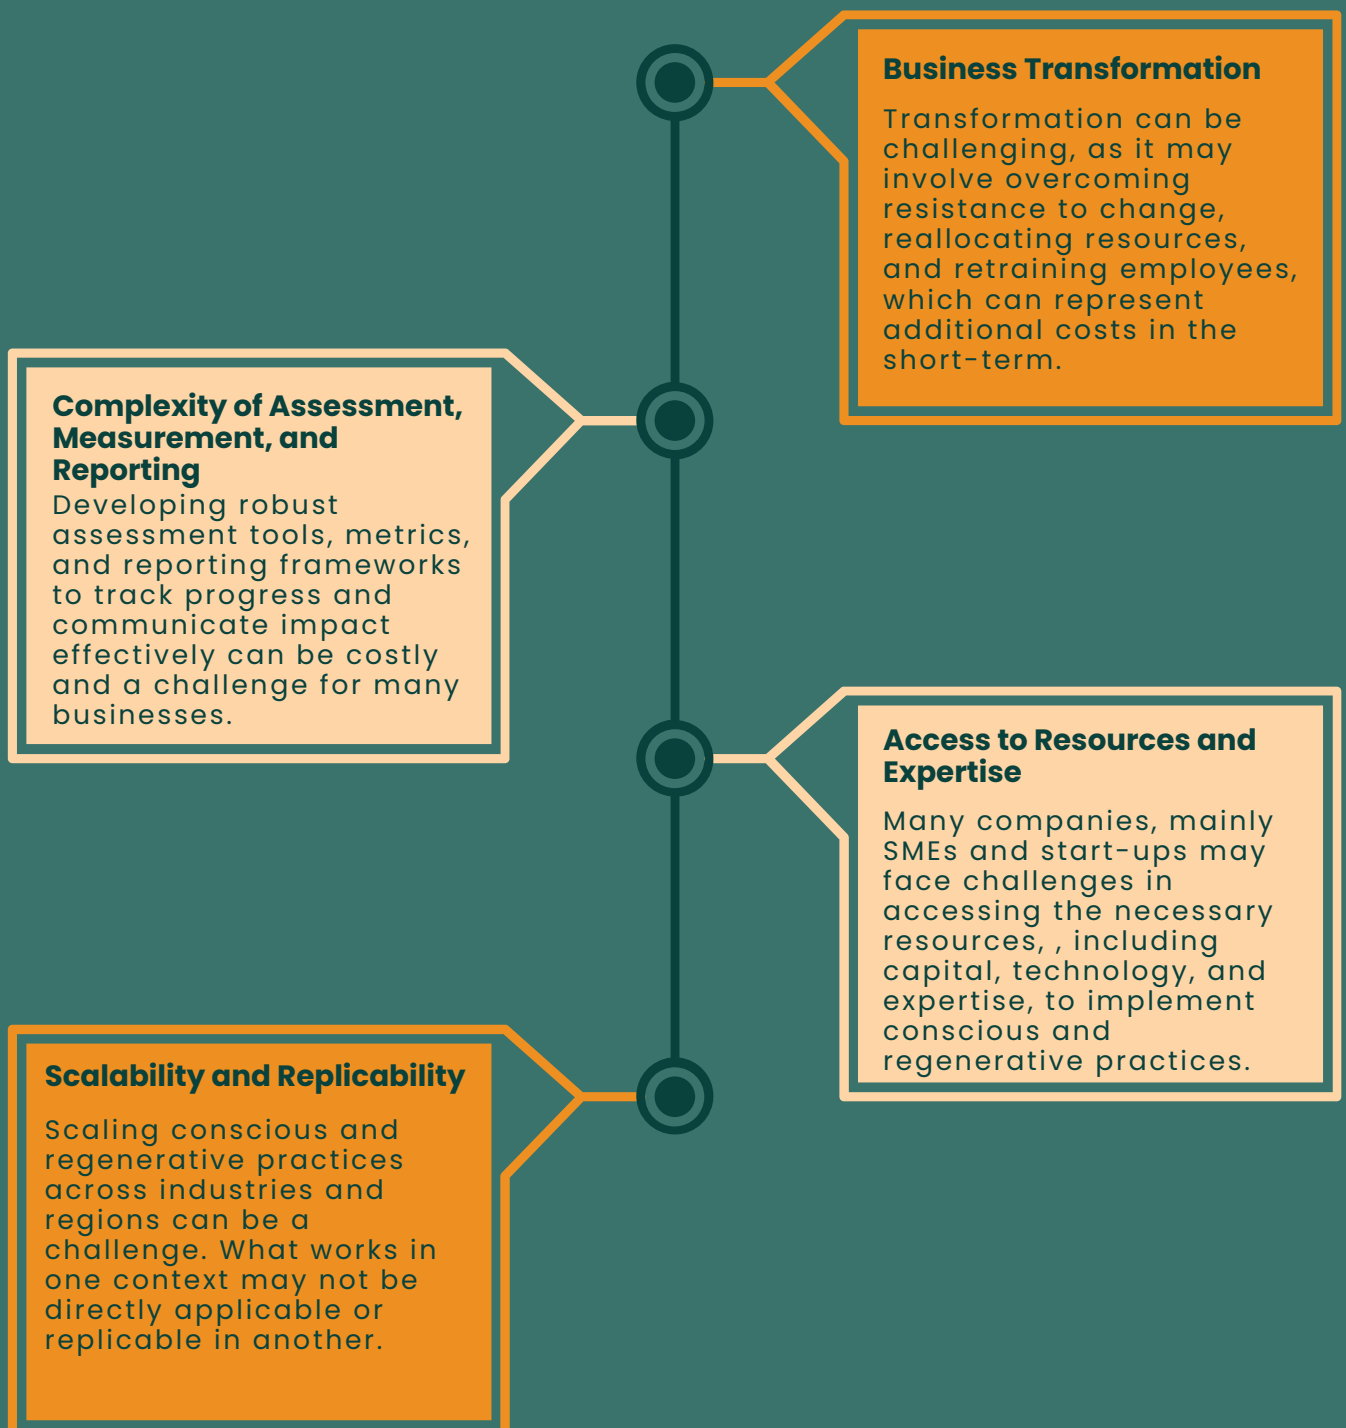 Business Transformation
Transformation can be
challenging, as it may
involve overcoming
resistance to change,
reallocating resources,
and retraining employees,
which can represent
additional costs in the
short-term.
Complexity of Assessment,
Measurement, and
Reporting
Developing robust
assessment tools, metrics,
and reporting frameworks
to track progress and
communicate impact
effectively can be costly
and a challenge for many
businesses.
Access to Resources and
Expertise
Many companies, mainly
SMEs and start-ups may
face challenges in
accessing the necessary
resources, , including
capital, technology, and
expertise, to implement
conscious and
regenerative practices.
Scalability and Replicability
Scaling conscious and
regenerative practices
across industries and
regions can be a
challenge. What works in
one context may not be
directly applicable or
replicable in another.